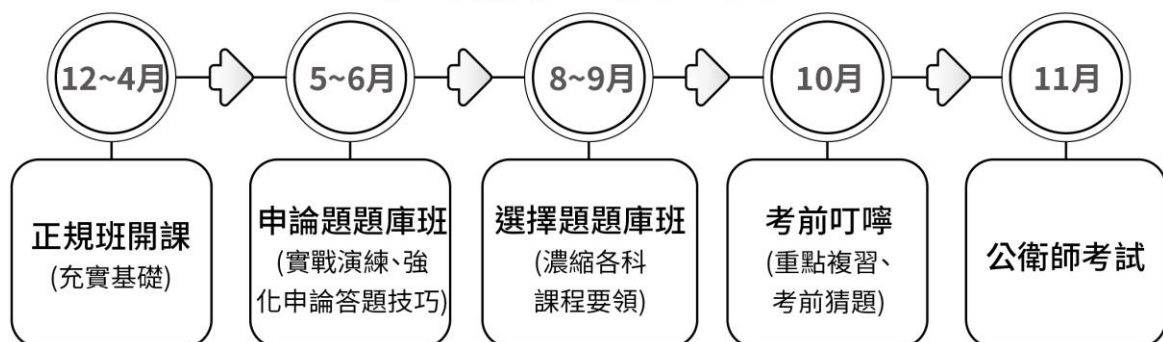 12~4月
5~6月
8~9月
10月
11月
正規班開課
(充實基礎)
申論題題庫班
(實戰演練、強
化申論答題技巧)
選擇題題庫班
(濃縮各科
課程要領)
考前叮嚀
(重點複習、
考前猜題)
公衛師考試